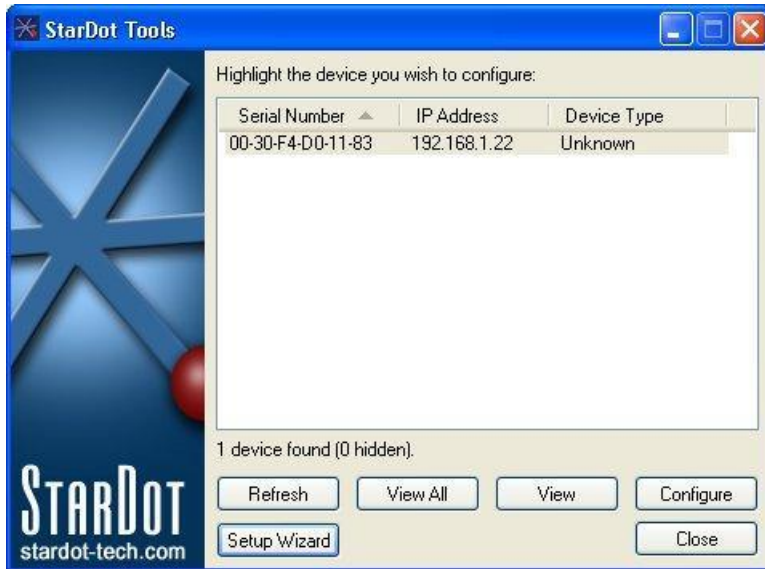 StarDot Tools
Highlight the device you wish to configure:
Serial Number IP Address Device Type
00-30-F4-D0-11-83 192.168.1.22 Unknown
1 device found (0 hidden).
Refresh View All View Configure
Setup Wizard Close
STARDOT
stardot-tech.com